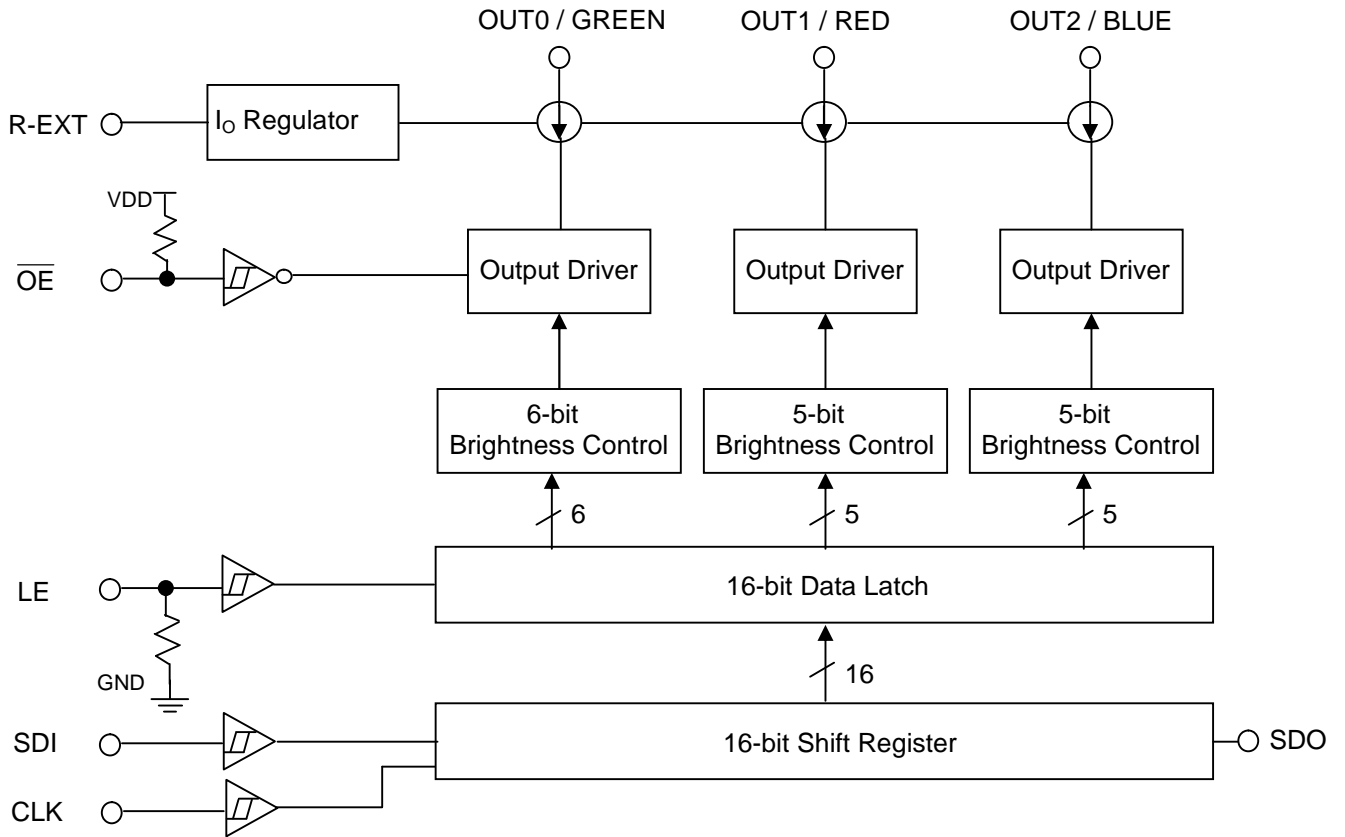 OUT0 / GREEN
OUT1 / RED
OUT2 / BLUE
R-EXT
IO Regulator
VDD
OE
Output Driver
Output Driver
Output Driver
6-bit
Brightness Control
5-bit
Brightness Control
5-bit
Brightness Control
6
5
5
LE
16-bit Data Latch
GND
16
SDI
16-bit Shift Register
SDO
CLK